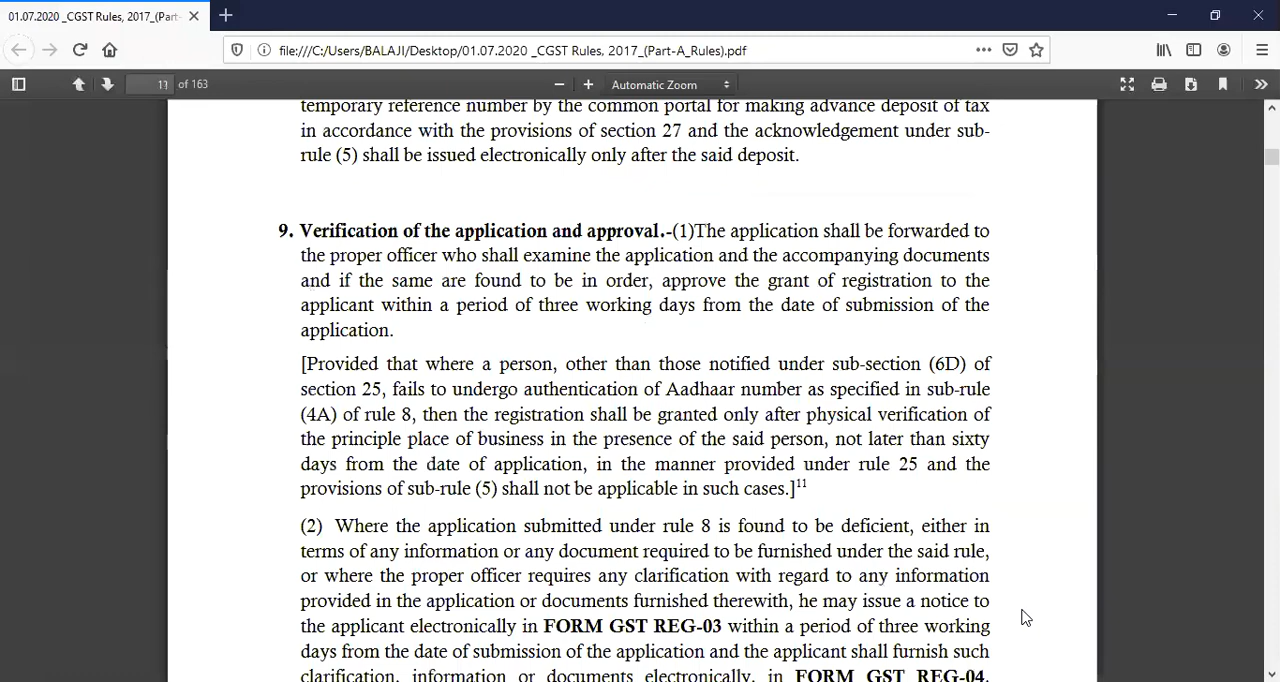 01.07.2020 _CGST Rules, 2017_(Part-
file:///C:/Users/BALAJI/Desktop/01.07.2020 _CGST Rules, 2017_(Part-A_Rules).pdf
11 of 163
Automatic Zoom
temporary reference number by the common portal for making advance deposit of tax
in accordance with the provisions of section 27 and the acknowledgement under sub-
rule (5) shall be issued electronically only after the said deposit.
9. Verification of the application and approval.-(1)The application shall be forwarded to
the proper officer who shall examine the application and the accompanying documents
and if the same are found to be in order, approve the grant of registration to the
applicant within a period of three working days from the date of submission of the
application.
[Provided that where a person, other than those notified under sub-section (6D) of
section 25, fails to undergo authentication of Aadhaar number as specified in sub-rule
(4A) of rule 8, then the registration shall be granted only after physical verification of
the principle place of business in the presence of the said person, not later than sixty
days from the date of application, in the manner provided under rule 25 and the
provisions of sub-rule (5) shall not be applicable in such cases.]11
(2) Where the application submitted under rule 8 is found to be deficient, either in
terms of any information or any document required to be furnished under the said rule,
or where the proper officer requires any clarification with regard to any information
provided in the application or documents furnished therewith, he may issue a notice to
the applicant electronically in FORM GST REG-03 within a period of three working
days from the date of submission of the application and the applicant shall furnish such
clarification, information or documents electronically, in FORM GST REG-04,